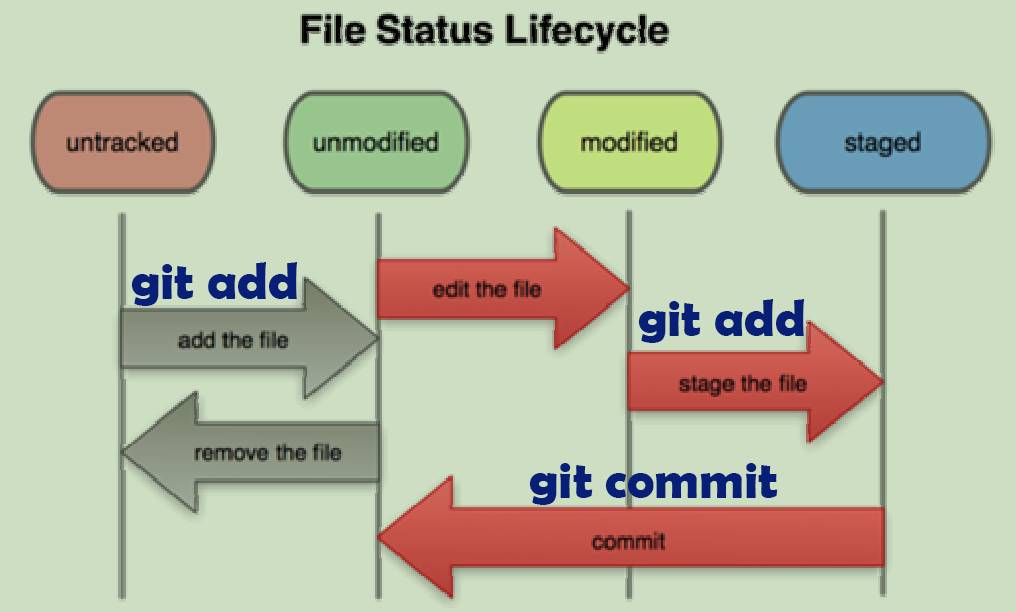 File Status Lifecycle
untracked
unmodified
modified
staged
git add
add the file
edit the file
git add
stage the file
remove the file
git commit
commit